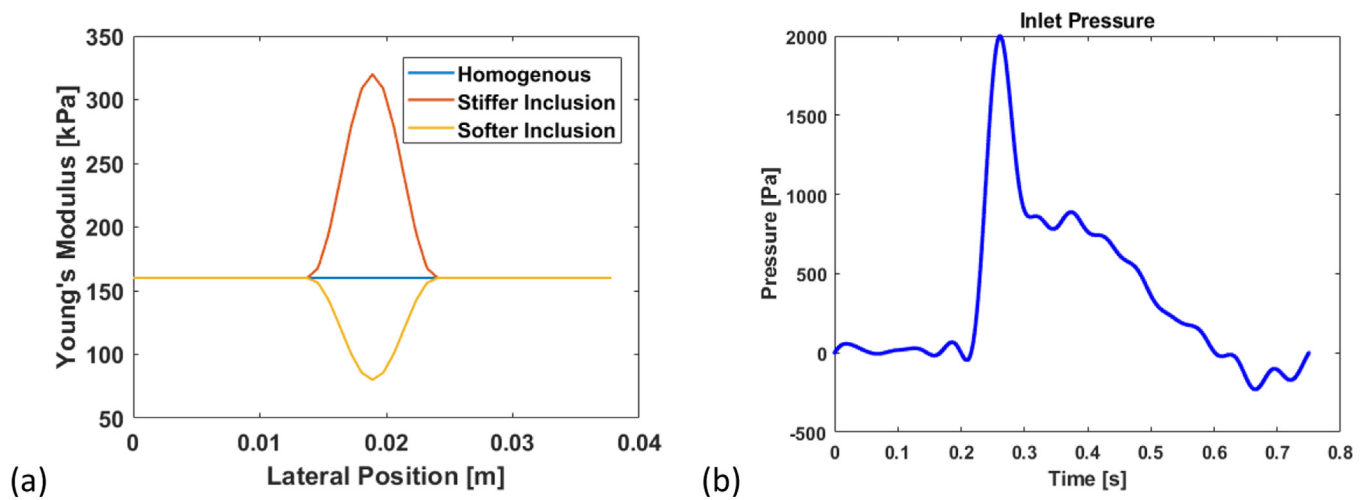 350
300
250
200
150
100
50
0
0.01
0.02
0.03
0.04
Young's Modulus [kPa]
Lateral Position [m]
Homogenous
Stiffer Inclusion
Softer Inclusion
(a)
Inlet Pressure
2000
1500
1000
500
0
-500
0
0.1
0.2
0.3
0.4
0.5
0.6
0.7
0.8
Pressure [Pa]
Time [s]
(b)